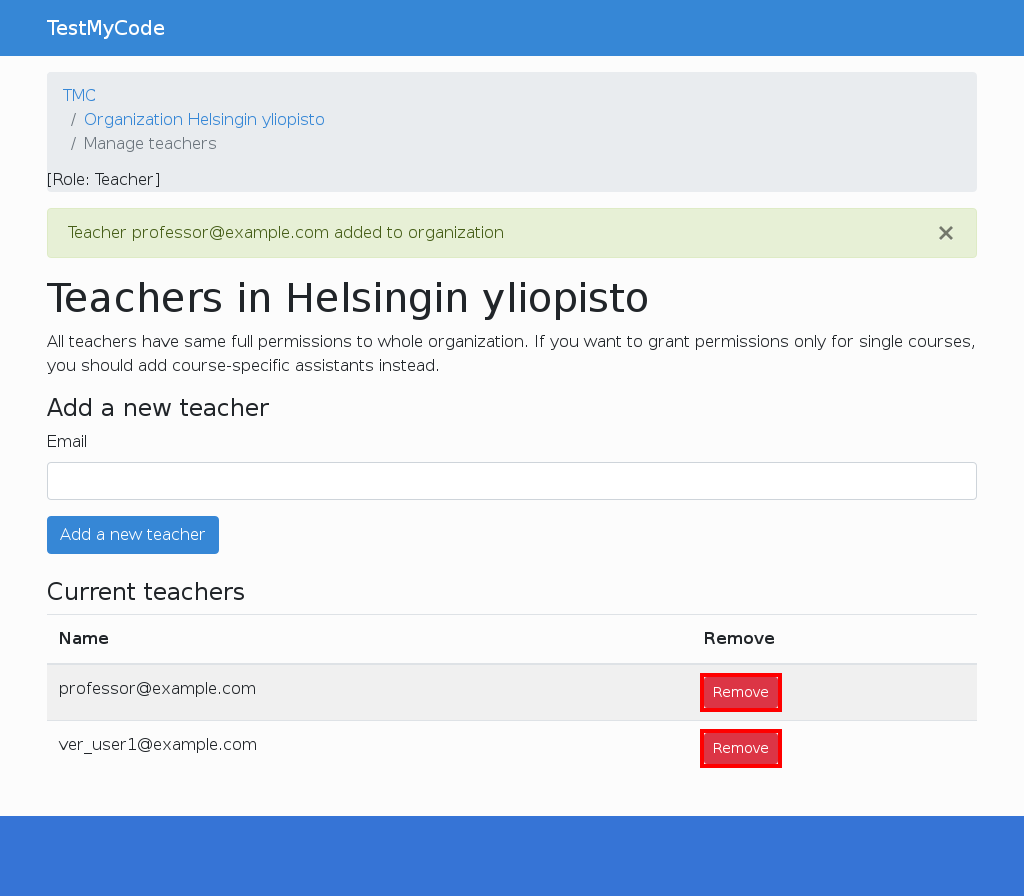 TestMyCode
TMC
/ Organization Helsingin yliopisto
/ Manage teachers
[Role: Teacher]
Teacher professor@example.com added to organization ×
Teachers in Helsingin yliopisto
All teachers have same full permissions to whole organization. If you want to grant permissions only for single courses,
you should add course-specific assistants instead.
Add a new teacher
Email
Add a new teacher
Current teachers
Name Remove
professor@example.com Remove
ver_user1@example.com Remove